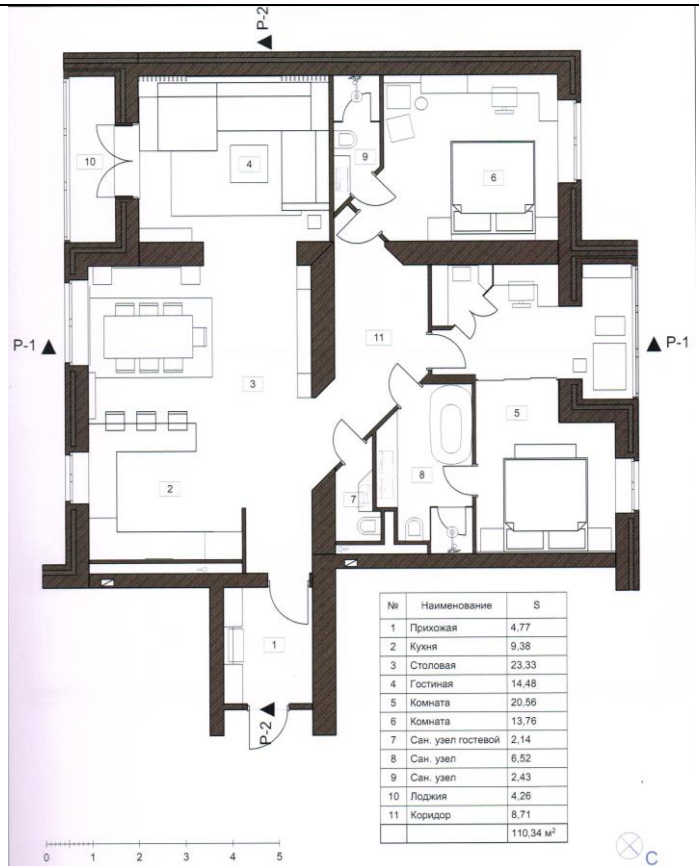 P-2
10
4
9
6
P-1
P-1
11
3
5
2
7
8
1
P-2
№ Наименование S
1 Прихожая 4,77
2 Кухня 9,38
3 Столовая 23,33
4 Гостиная 14,48
5 Комната 20,56
6 Комната 13,76
7 Сан. узел гостевой 2,14
8 Сан. узел 6,52
9 Сан. узел 2,43
10 Лоджия 4,26
11 Коридор 8,71
110,34 м²
0 1 2 3 4 5
С